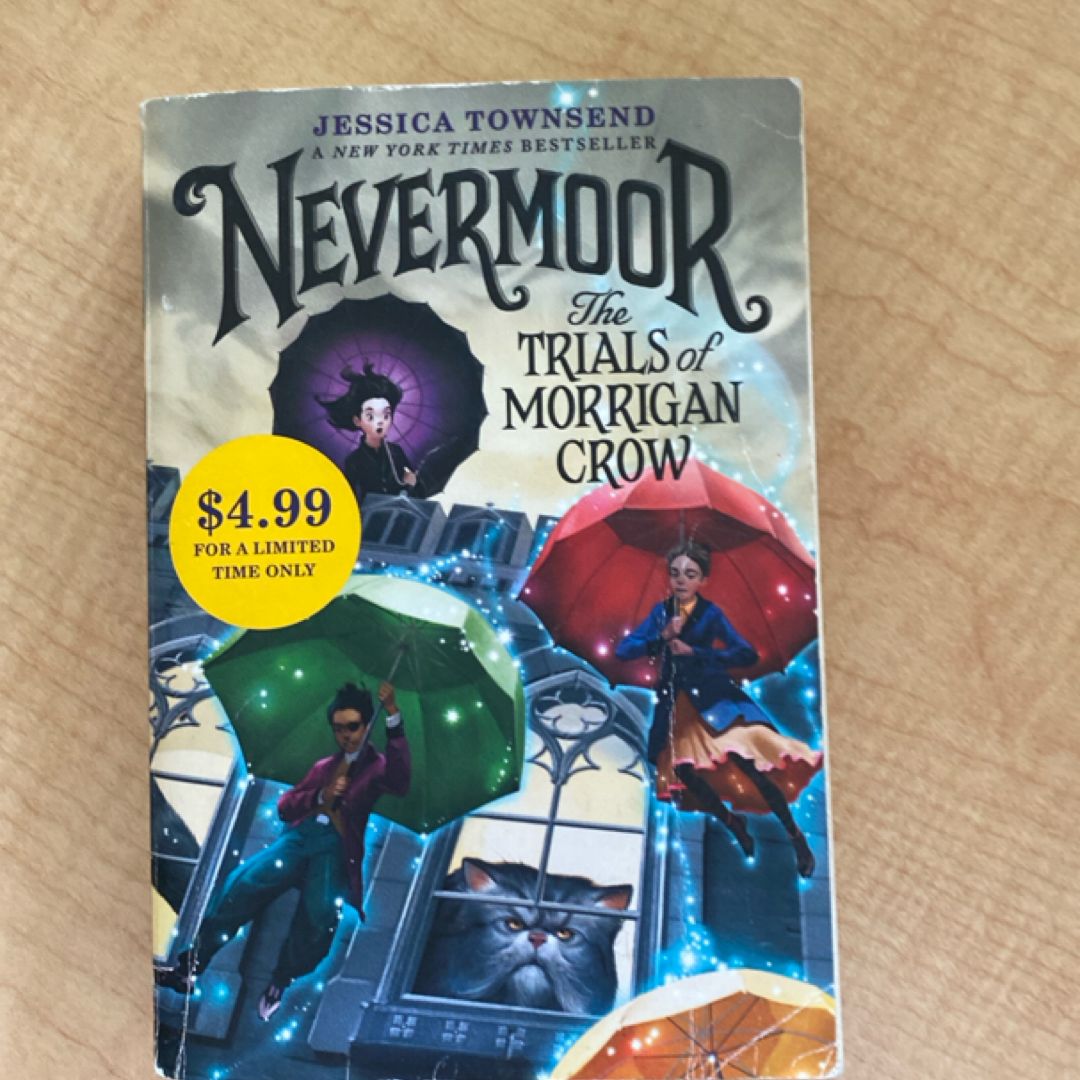 JESSICA TOWNSEND
A NEW YORK TIMES BESTSELLER
NEVERMOOR
The
TRIALS of
MORRIGAN
CROW
$4.99
FOR A LIMITED
TIME ONLY